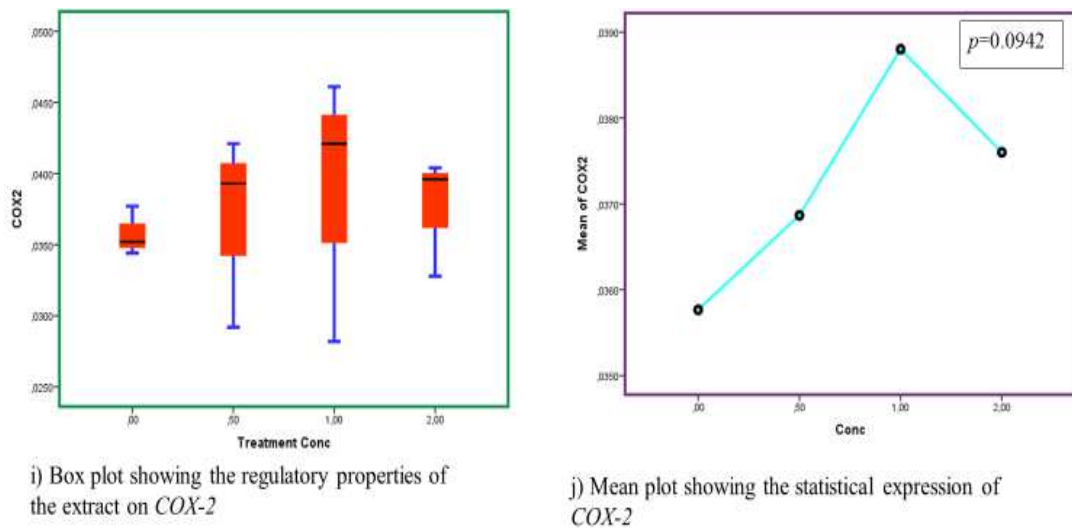 ,0500
,0450
,0400
,0350
,0300
,0250
COX2
,00
,50
1,00
2,00
Treatment Conc
i) Box plot showing the regulatory properties of
the extract on COX-2
p=0.0942
,0390
,0380
,0370
,0360
,0350
Mean of COX2
,00
,50
1,00
2,00
Conc
j) Mean plot showing the statistical expression of
COX-2